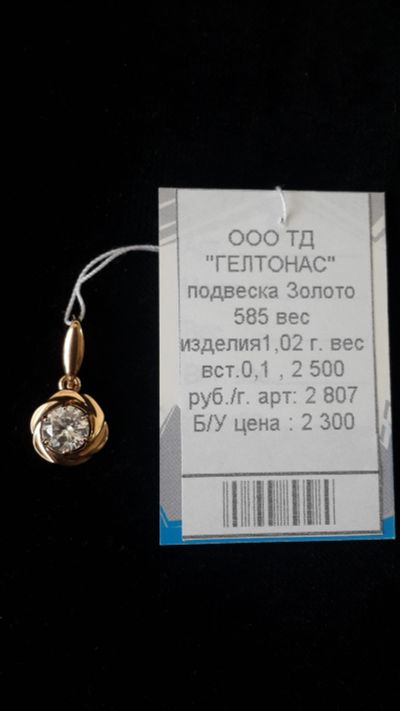 ООО ТД
"ГЕЛТОНАС"
подвеска Золото
585 вес
изделия1,02 г. вес
вст.0,1 , 2 500
руб./г. арт: 2 807
Б/У цена : 2 300